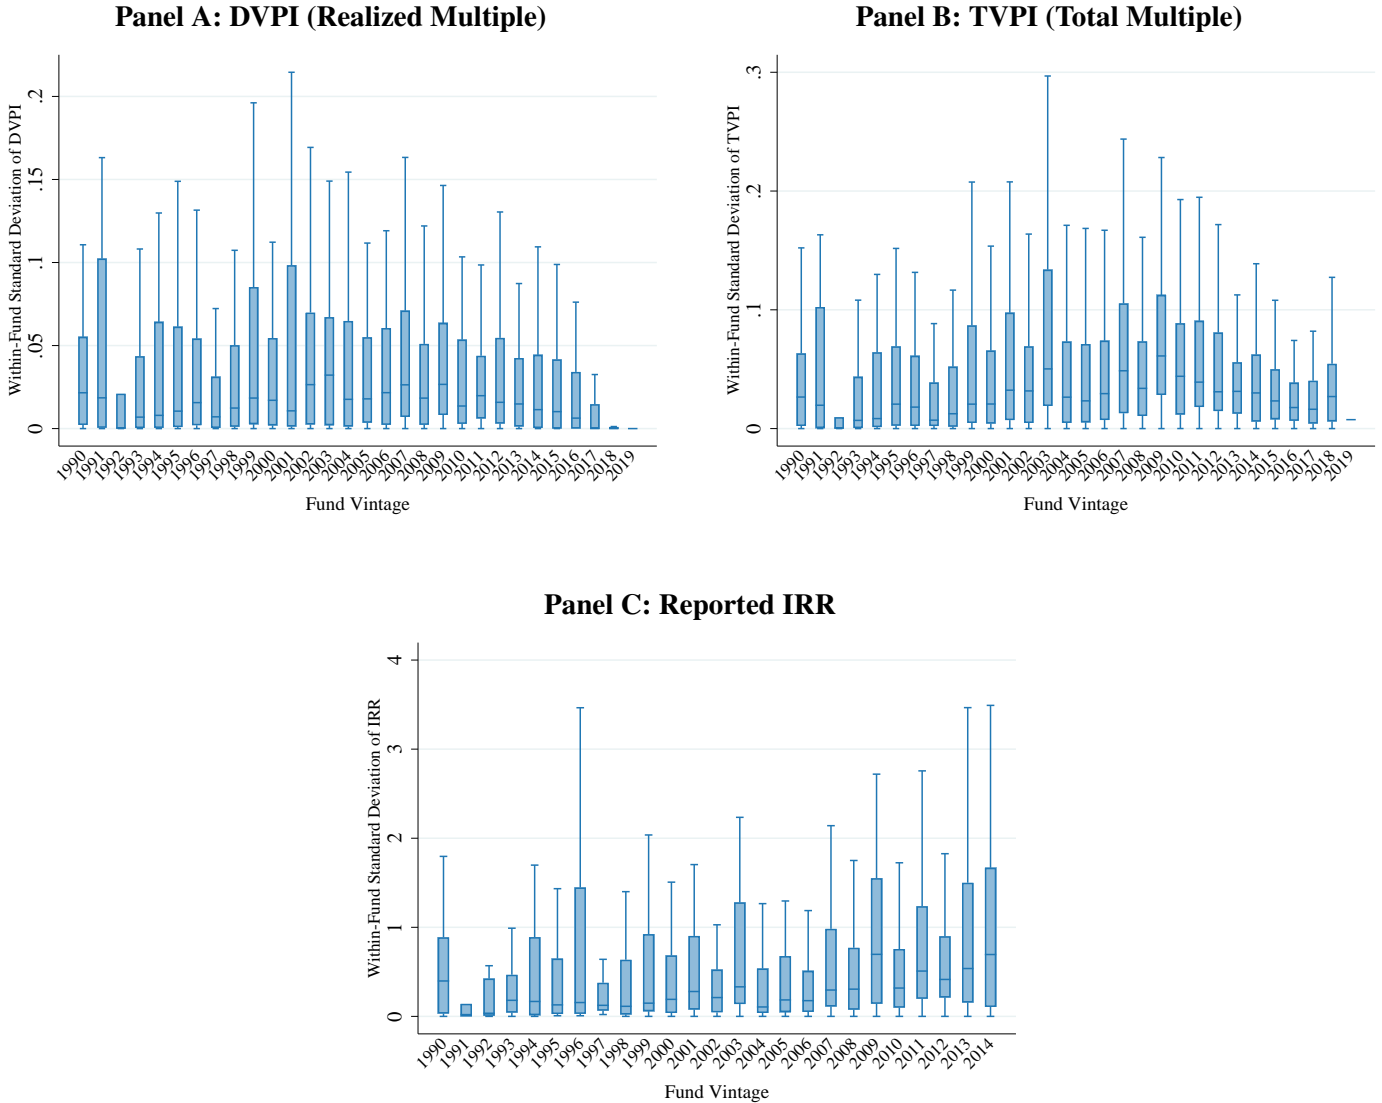 Panel A: DVPI (Realized Multiple)
Within-Fund Standard Deviation of DVPI
.2
.15
.1
.05
0
1990 1991 1992 1993 1994 1995 1996 1997 1998 1999 2000 2001 2002 2003 2004 2005 2006 2007 2008 2009 2010 2011 2012 2013 2014 2015 2016 2017 2018 2019
Fund Vintage
Panel B: TVPI (Total Multiple)
Within-Fund Standard Deviation of TVPI
.3
.2
.1
0
1990 1991 1992 1993 1994 1995 1996 1997 1998 1999 2000 2001 2002 2003 2004 2005 2006 2007 2008 2009 2010 2011 2012 2013 2014 2015 2016 2017 2018 2019
Fund Vintage
Panel C: Reported IRR
Within-Fund Standard Deviation of IRR
4
3
2
1
0
1990 1991 1992 1993 1994 1995 1996 1997 1998 1999 2000 2001 2002 2003 2004 2005 2006 2007 2008 2009 2010 2011 2012 2013 2014
Fund Vintage